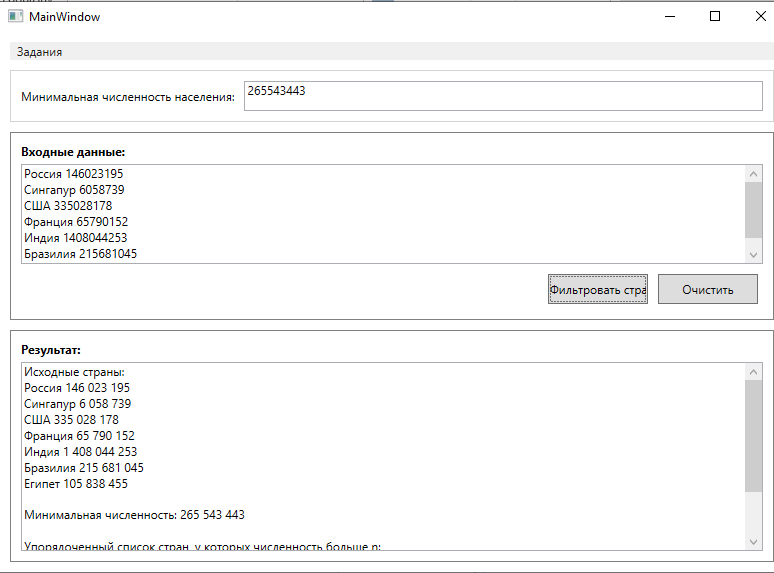 MainWindow
Задания
Минимальная численность населения:
265543443
Входные данные:
Россия 146023195
Сингапур 6058739
США 335028178
Франция 65790152
Индия 1408044253
Бразилия 215681045
Фильтровать стра
Очистить
Результат:
Исходные страны:
Россия 146 023 195
Сингапур 6 058 739
США 335 028 178
Франция 65 790 152
Индия 1 408 044 253
Бразилия 215 681 045
Египет 105 838 455
Минимальная численность: 265 543 443
Упорядоченный список стран, у которых численность больше n: